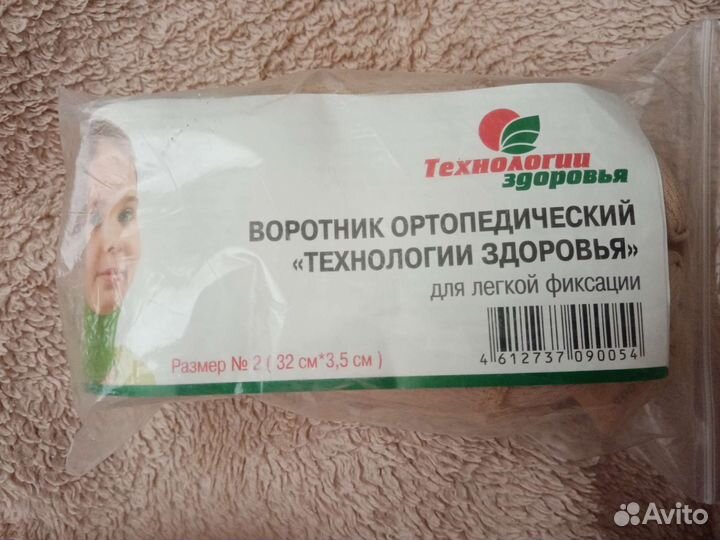 Технологии
здоровья
ВОРОТНИК ОРТОПЕДИЧЕСКИЙ
«ТЕХНОЛОГИИ ЗДОРОВЬЯ»
для легкой фиксации
Размер № 2 ( 32 см*3,5 см )
4 612737 090054
Avito